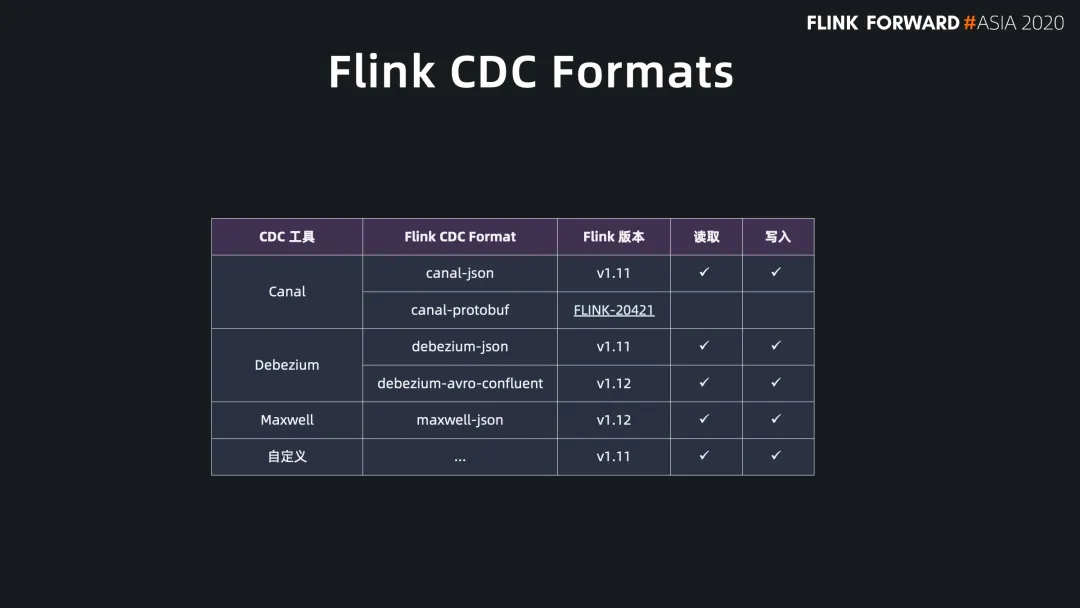 FLINK FORWARD #ASIA 2020
Flink CDC Formats
CDC 工具 Flink CDC Format Flink 版本 读取 写入
Canal
canal-json v1.11 ✓ ✓
canal-protobuf FLINK-20421
Debezium
debezium-json v1.11 ✓ ✓
debezium-avro-confluent v1.12 ✓ ✓
Maxwell maxwell-json v1.12 ✓ ✓
自定义 ... v1.11 ✓ ✓